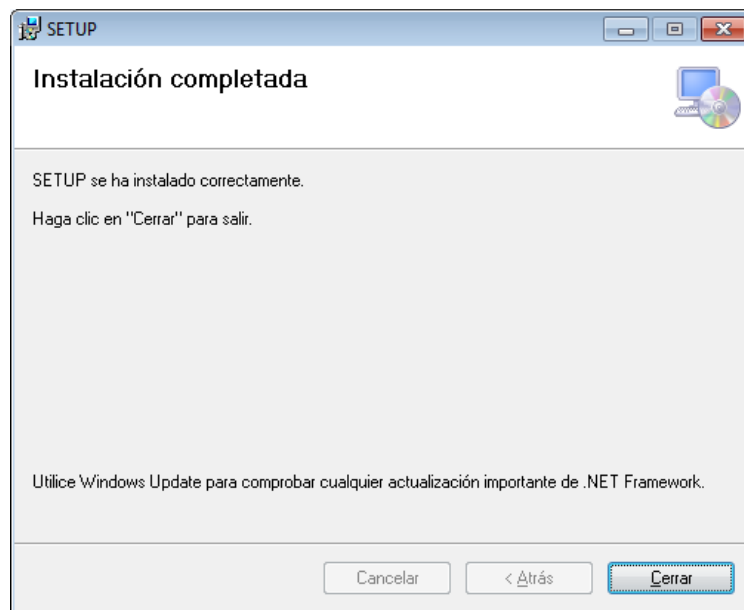 SETUP
Instalación completada
SETUP se ha instalado correctamente.
Haga clic en "Cerrar" para salir.
Utilice Windows Update para comprobar cualquier actualización importante de .NET Framework.
Cancelar
< Atrás
Cerrar